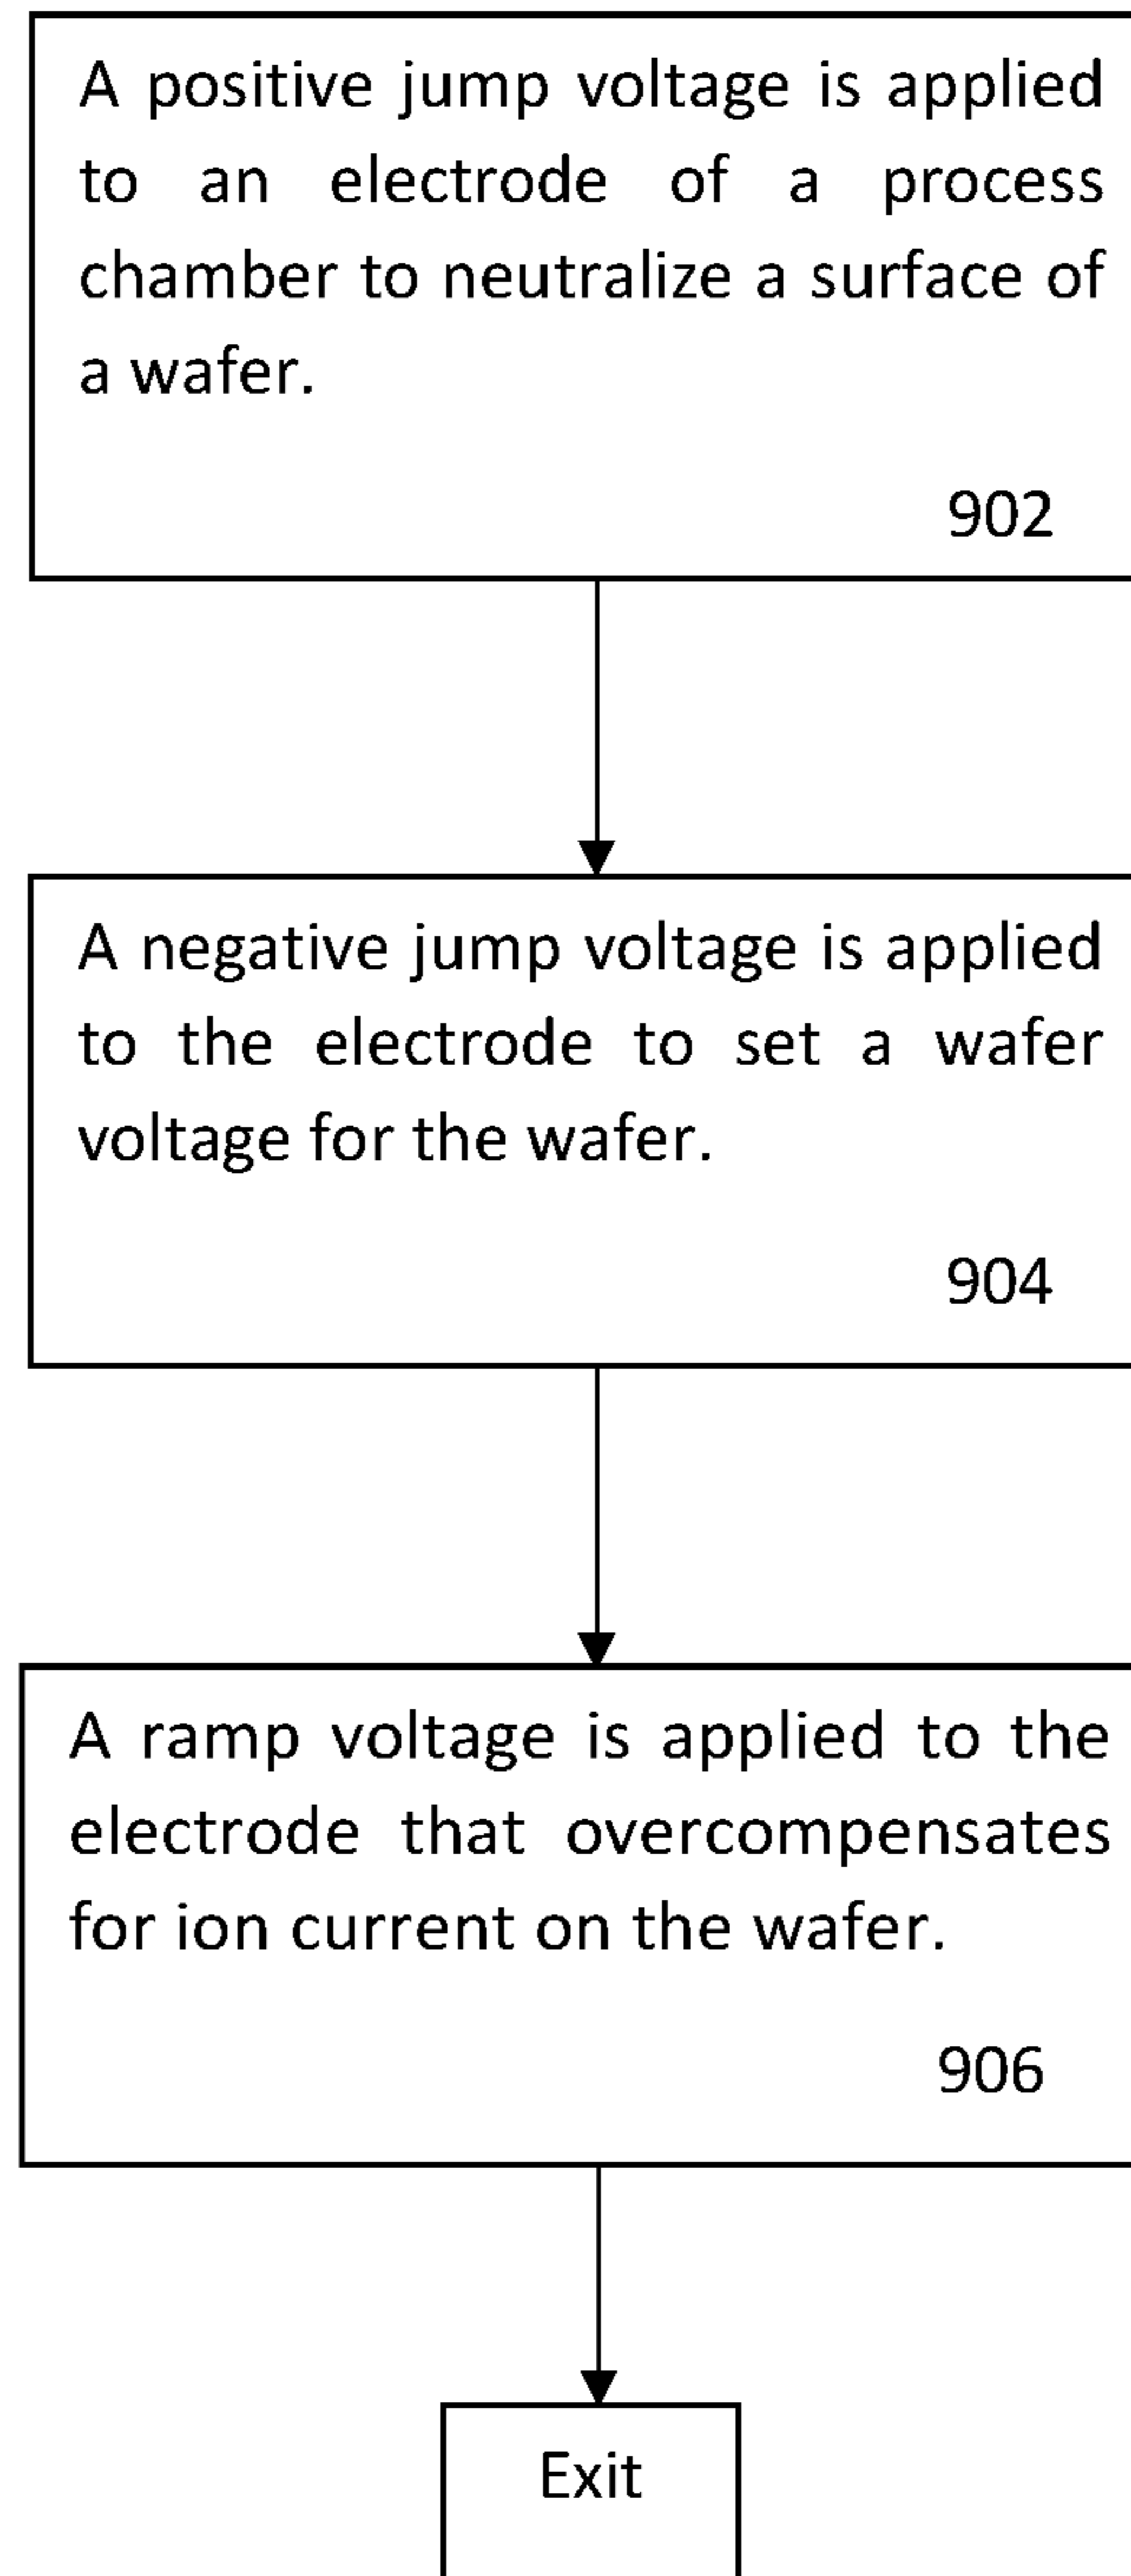 A positive jump voltage is applied
to an electrode of a process
chamber to neutralize a surface of
a wafer.
902
A negative jump voltage is applied
to the electrode to set a wafer
voltage for the wafer.
904
A ramp voltage is applied to the
electrode that overcompensates
for ion current on the wafer.
906
Exit